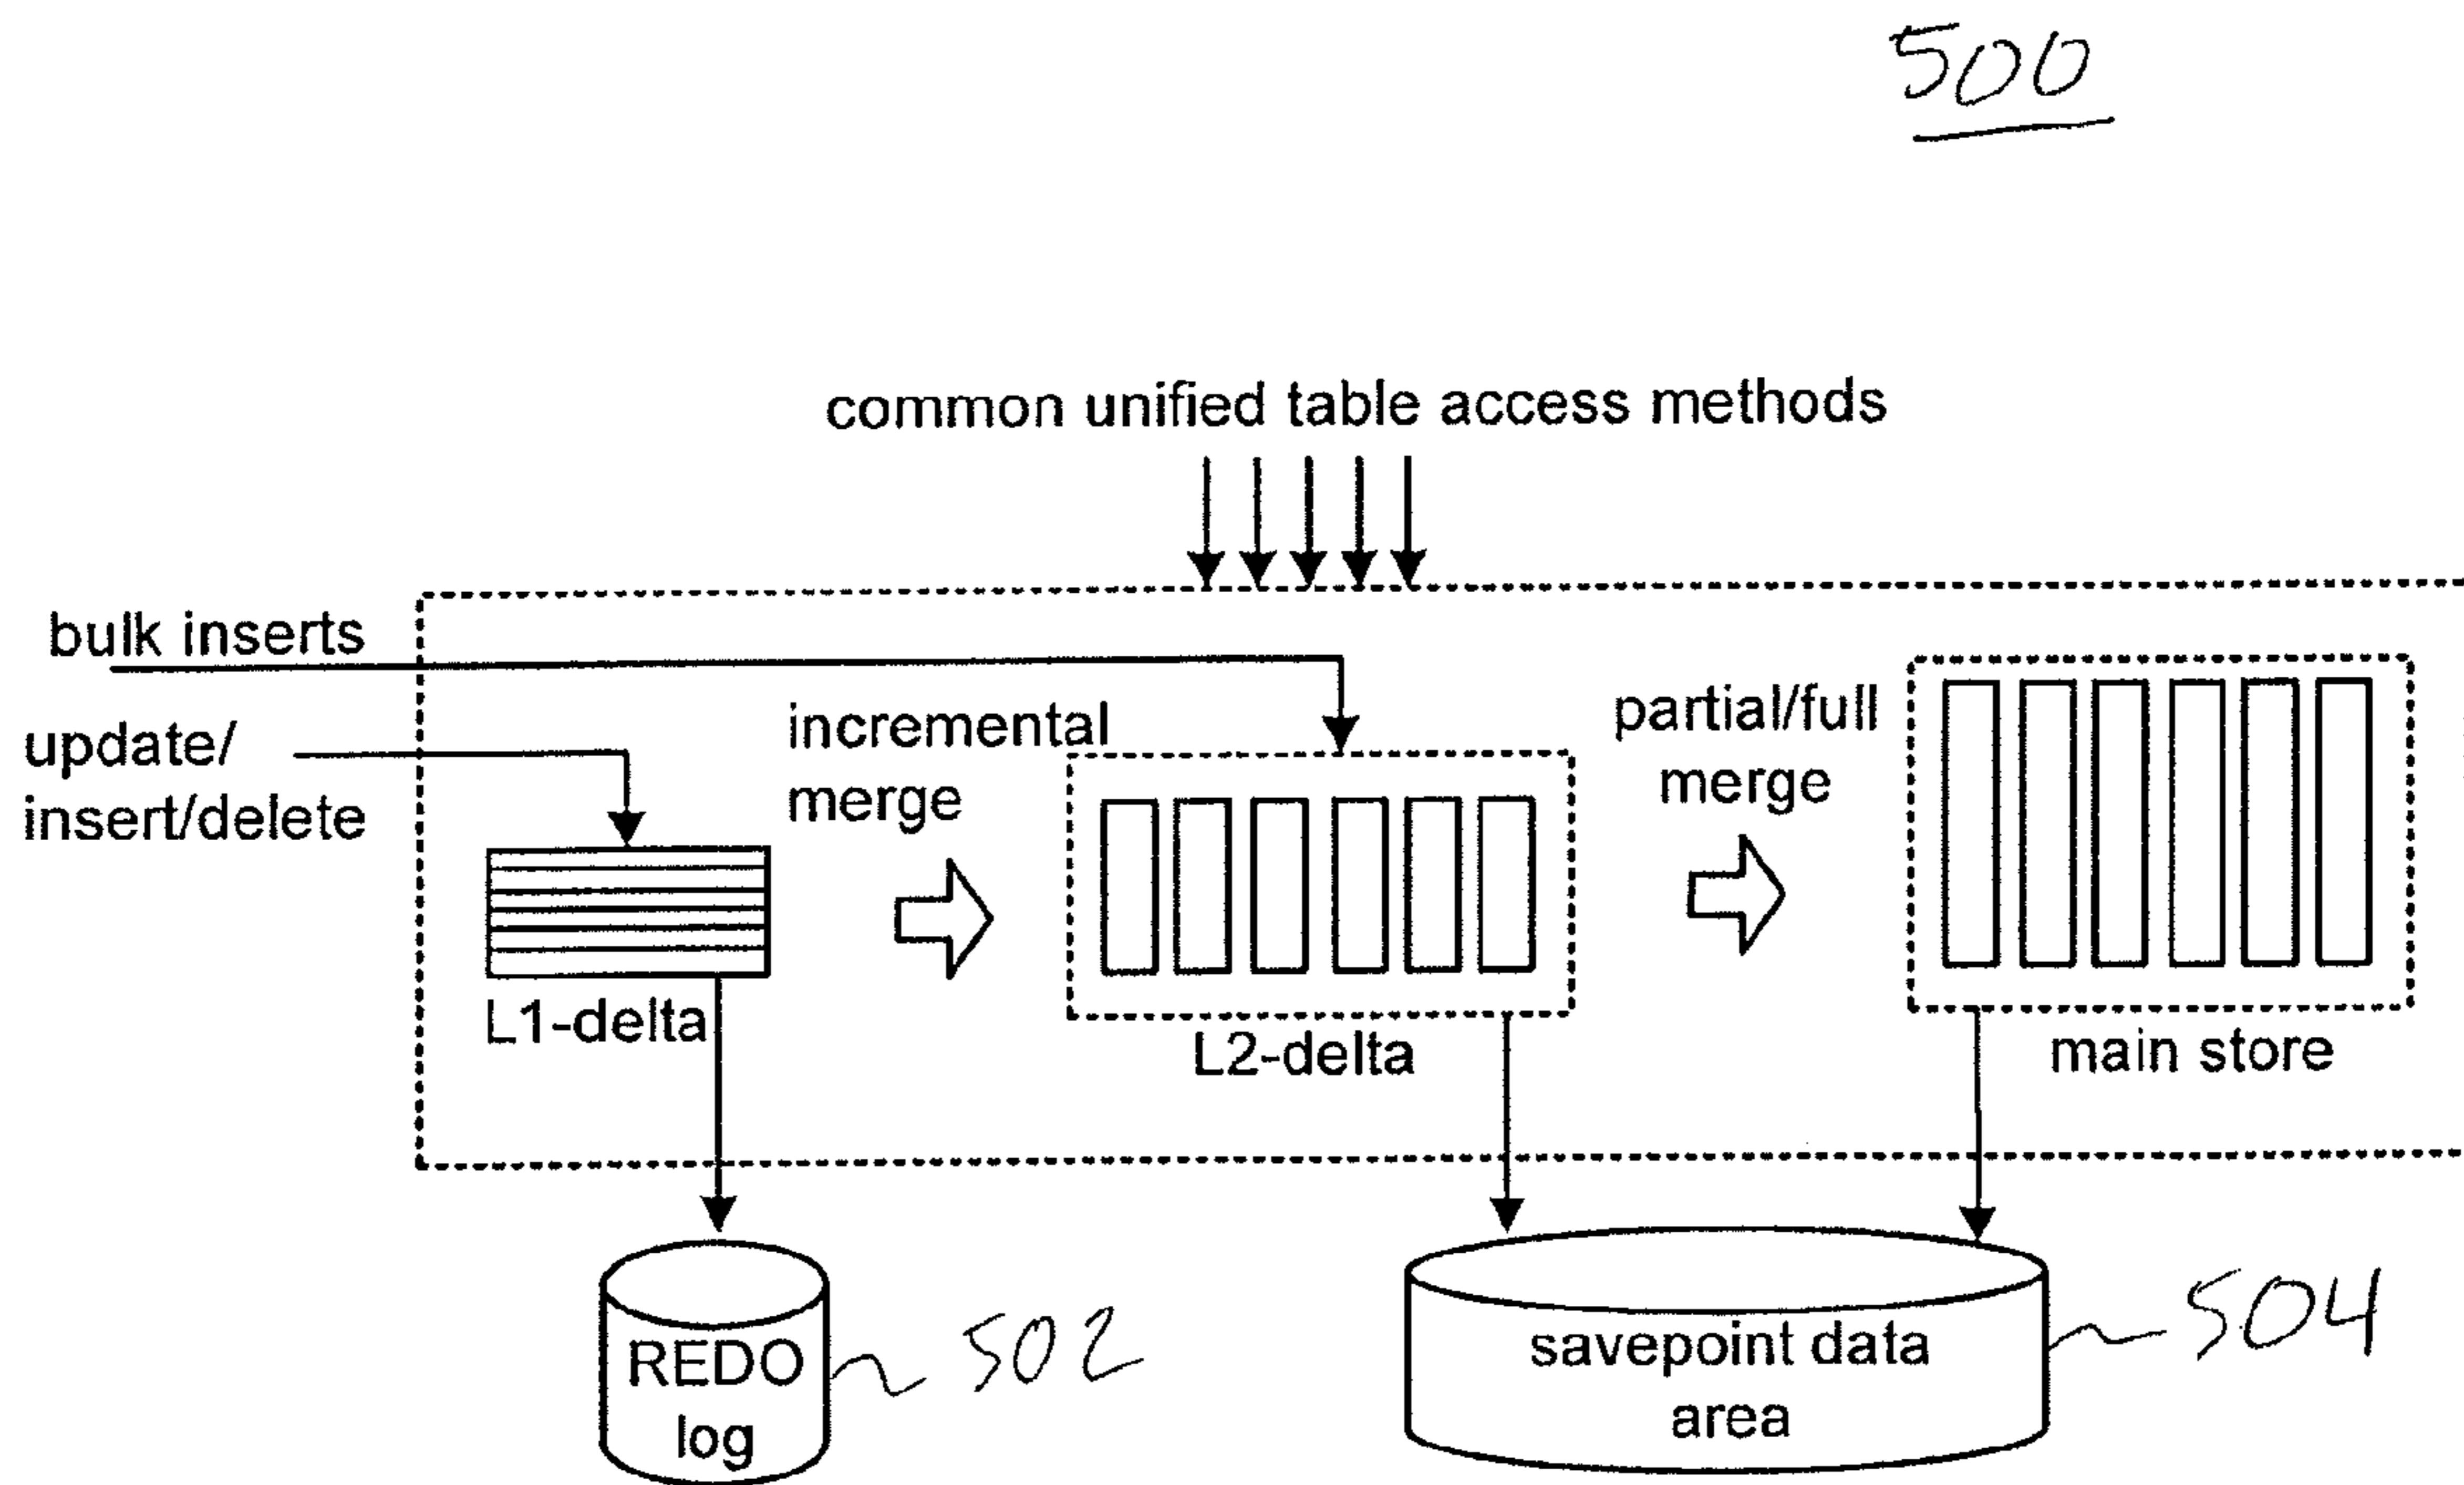 500
common unified table access methods
bulk inserts
update/
insert/delete
incremental
merge
partial/full
merge
L1-delta
L2-delta
main store
REDO
log
502
savepoint data
area
504